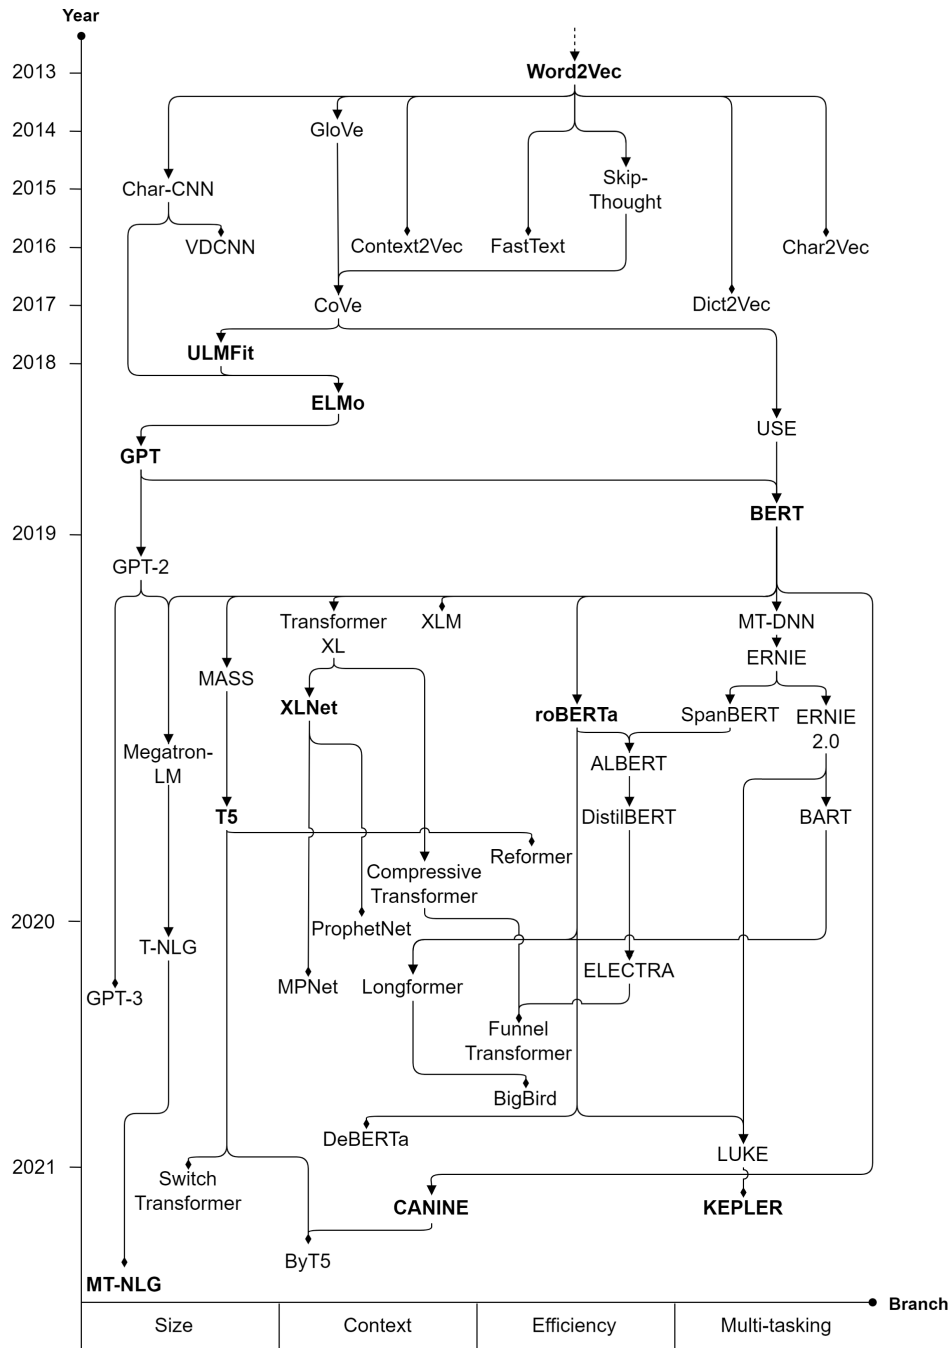 Year
2013
Word2Vec
2014
GloVe
Skip-
Thought
2015
Char-CNN
2016
VDCNN
Context2Vec
FastText
Char2Vec
2017
CoVe
Dict2Vec
ULMFit
2018
ELMo
USE
GPT
BERT
2019
GPT-2
Transformer
XL
XLM
MT-DNN
ERNIE
MASS
XLNet
roBERTa
SpanBERT
ERNIE
2.0
Megatron-
LM
ALBERT
T5
DistilBERT
BART
Reformer
Compressive
Transformer
2020
ProphetNet
T-NLG
ELECTRA
GPT-3
MPNet
Longformer
Funnel
Transformer
BigBird
DeBERTa
LUKE
2021
Switch
Transformer
CANINE
KEPLER
ByT5
MT-NLG
Branch
Size
Context
Efficiency
Multi-tasking